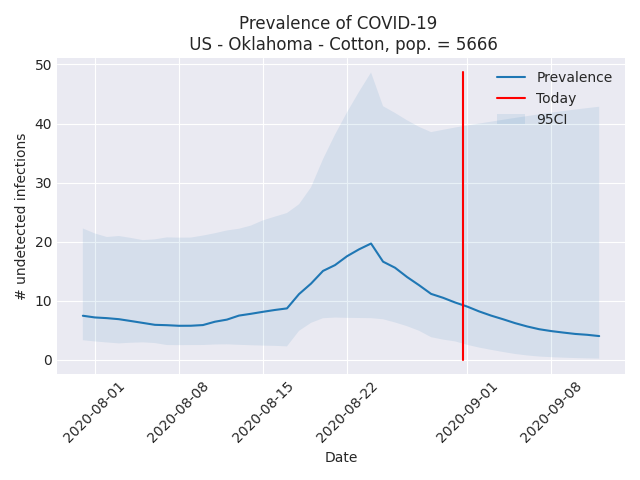 Prevalence of COVID-19
US - Oklahoma - Cotton, pop. = 5666
# undetected infections
50
40
30
20
10
0
Prevalence
Today
95CI
2020-08-01
2020-08-08
2020-08-15
2020-08-22
2020-09-01
2020-09-08
Date